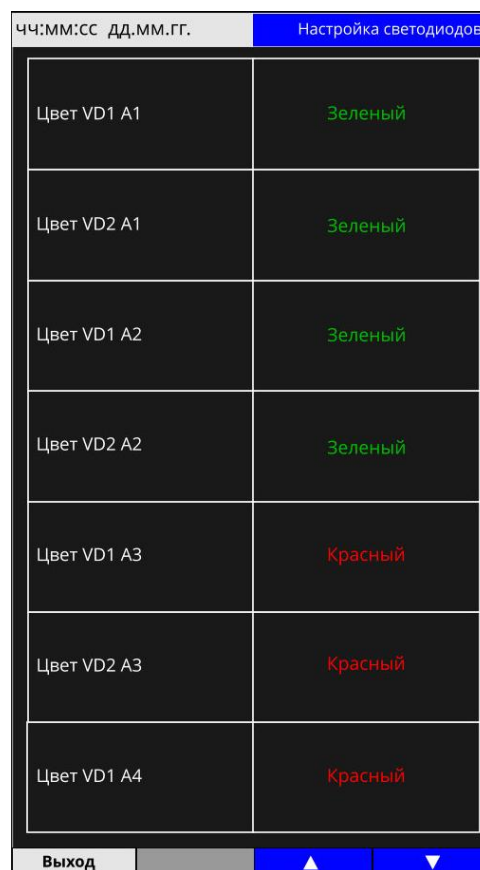 чч:мм:сс дд.мм.гг. Настройка светодиодов
Цвет VD1 A1 Зеленый
Цвет VD2 A1 Зеленый
Цвет VD1 A2 Зеленый
Цвет VD2 A2 Зеленый
Цвет VD1 A3 Красный
Цвет VD2 A3 Красный
Цвет VD1 A4 Красный
Выход ▲ ▼